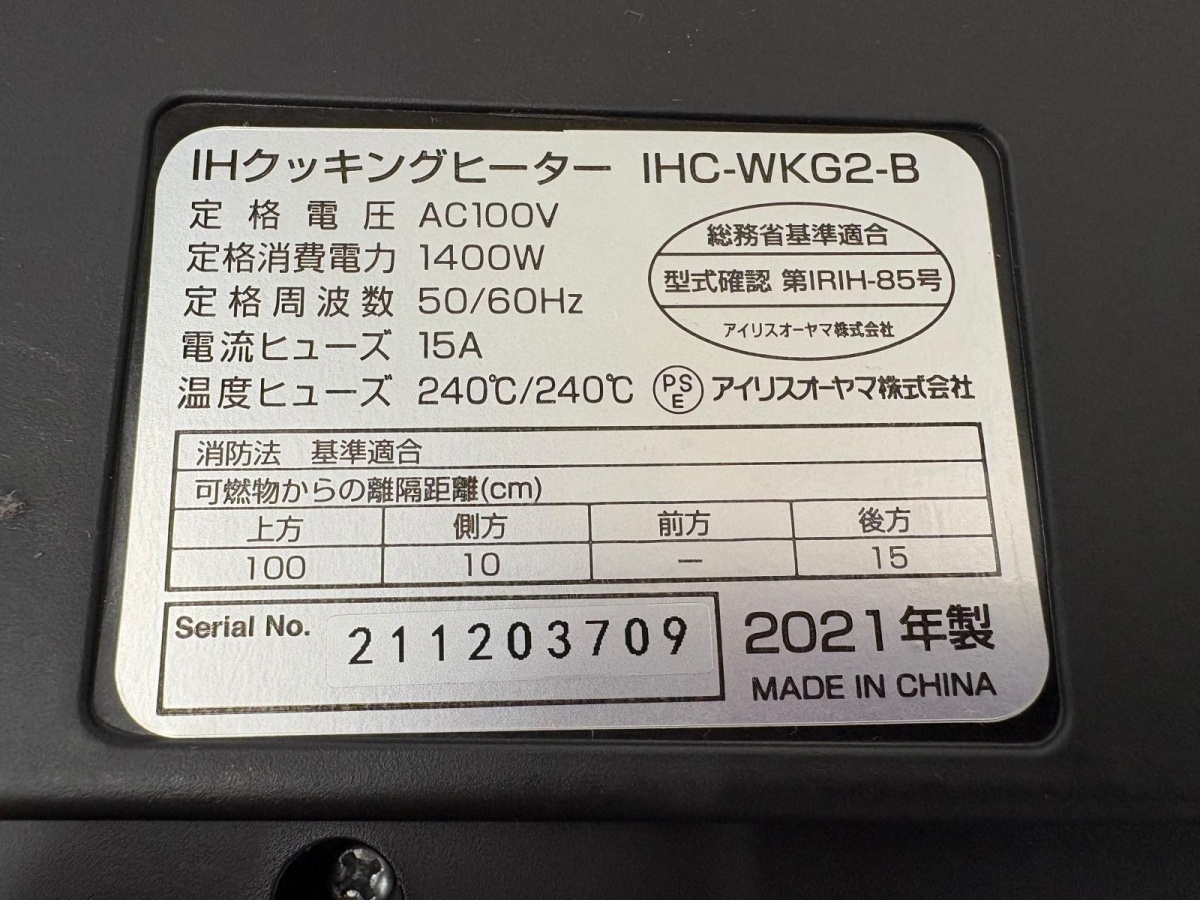 IHクッキングヒーター IHC-WKG2-B
定格電圧 AC100V
定格消費電力 1400W
定格周波数 50/60Hz
電流ヒューズ 15A
温度ヒューズ 240℃/240℃
総務省基準適合
型式確認 第IRIH-85号
アイリスオーヤマ株式会社
PSE アイリスオーヤマ株式会社
消防法 基準適合
可燃物からの離隔距離(cm)
上方 側方 前方 後方
100 10 ー 15
Serial No. 211203709
2021年製
MADE IN CHINA